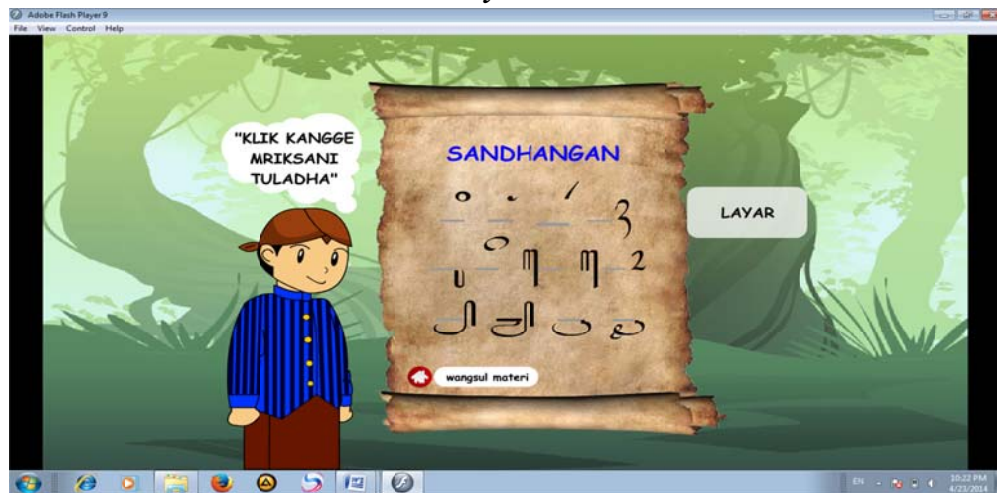 Adobe Flash Player 9
File View Control Help
"KLIK KANGGE
MRIKSANI
TULADHA"
SANDHANGAN
LAYAR
wangsul materi
EN
10:22 PM
4/23/2014